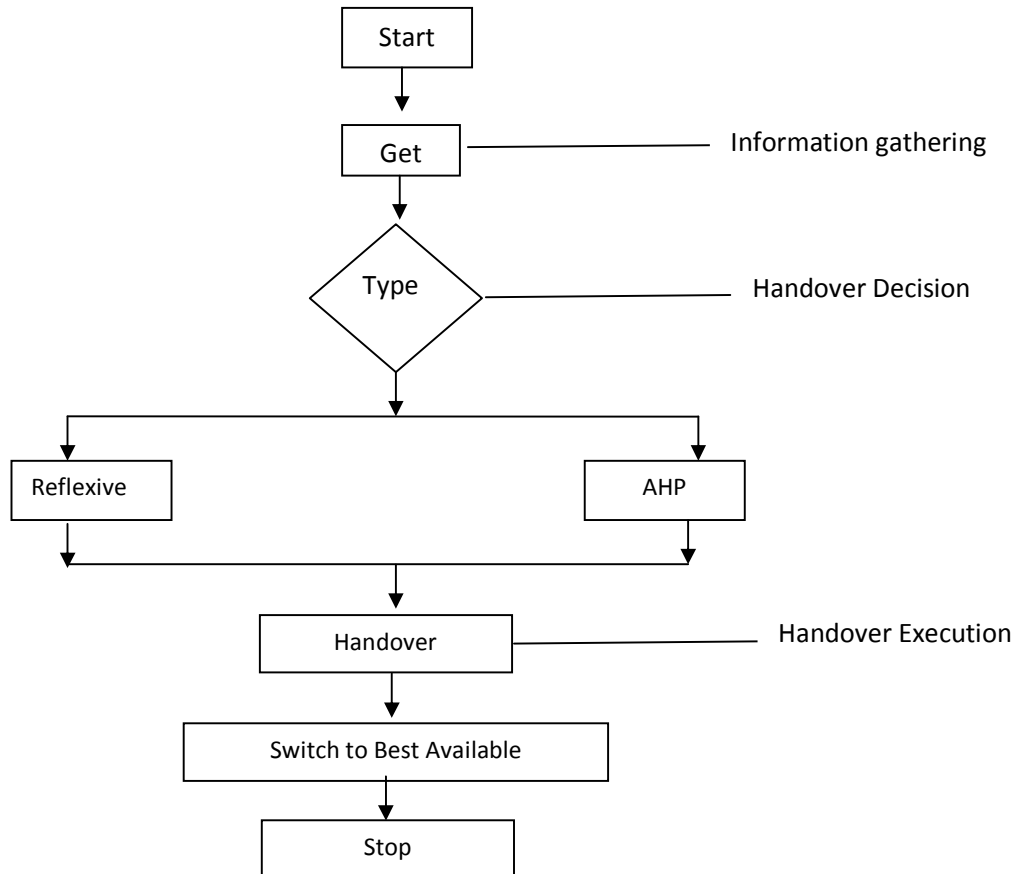 Start
Get
Information gathering
Type
Handover Decision
Reflexive
AHP
Handover
Handover Execution
Switch to Best Available
Stop